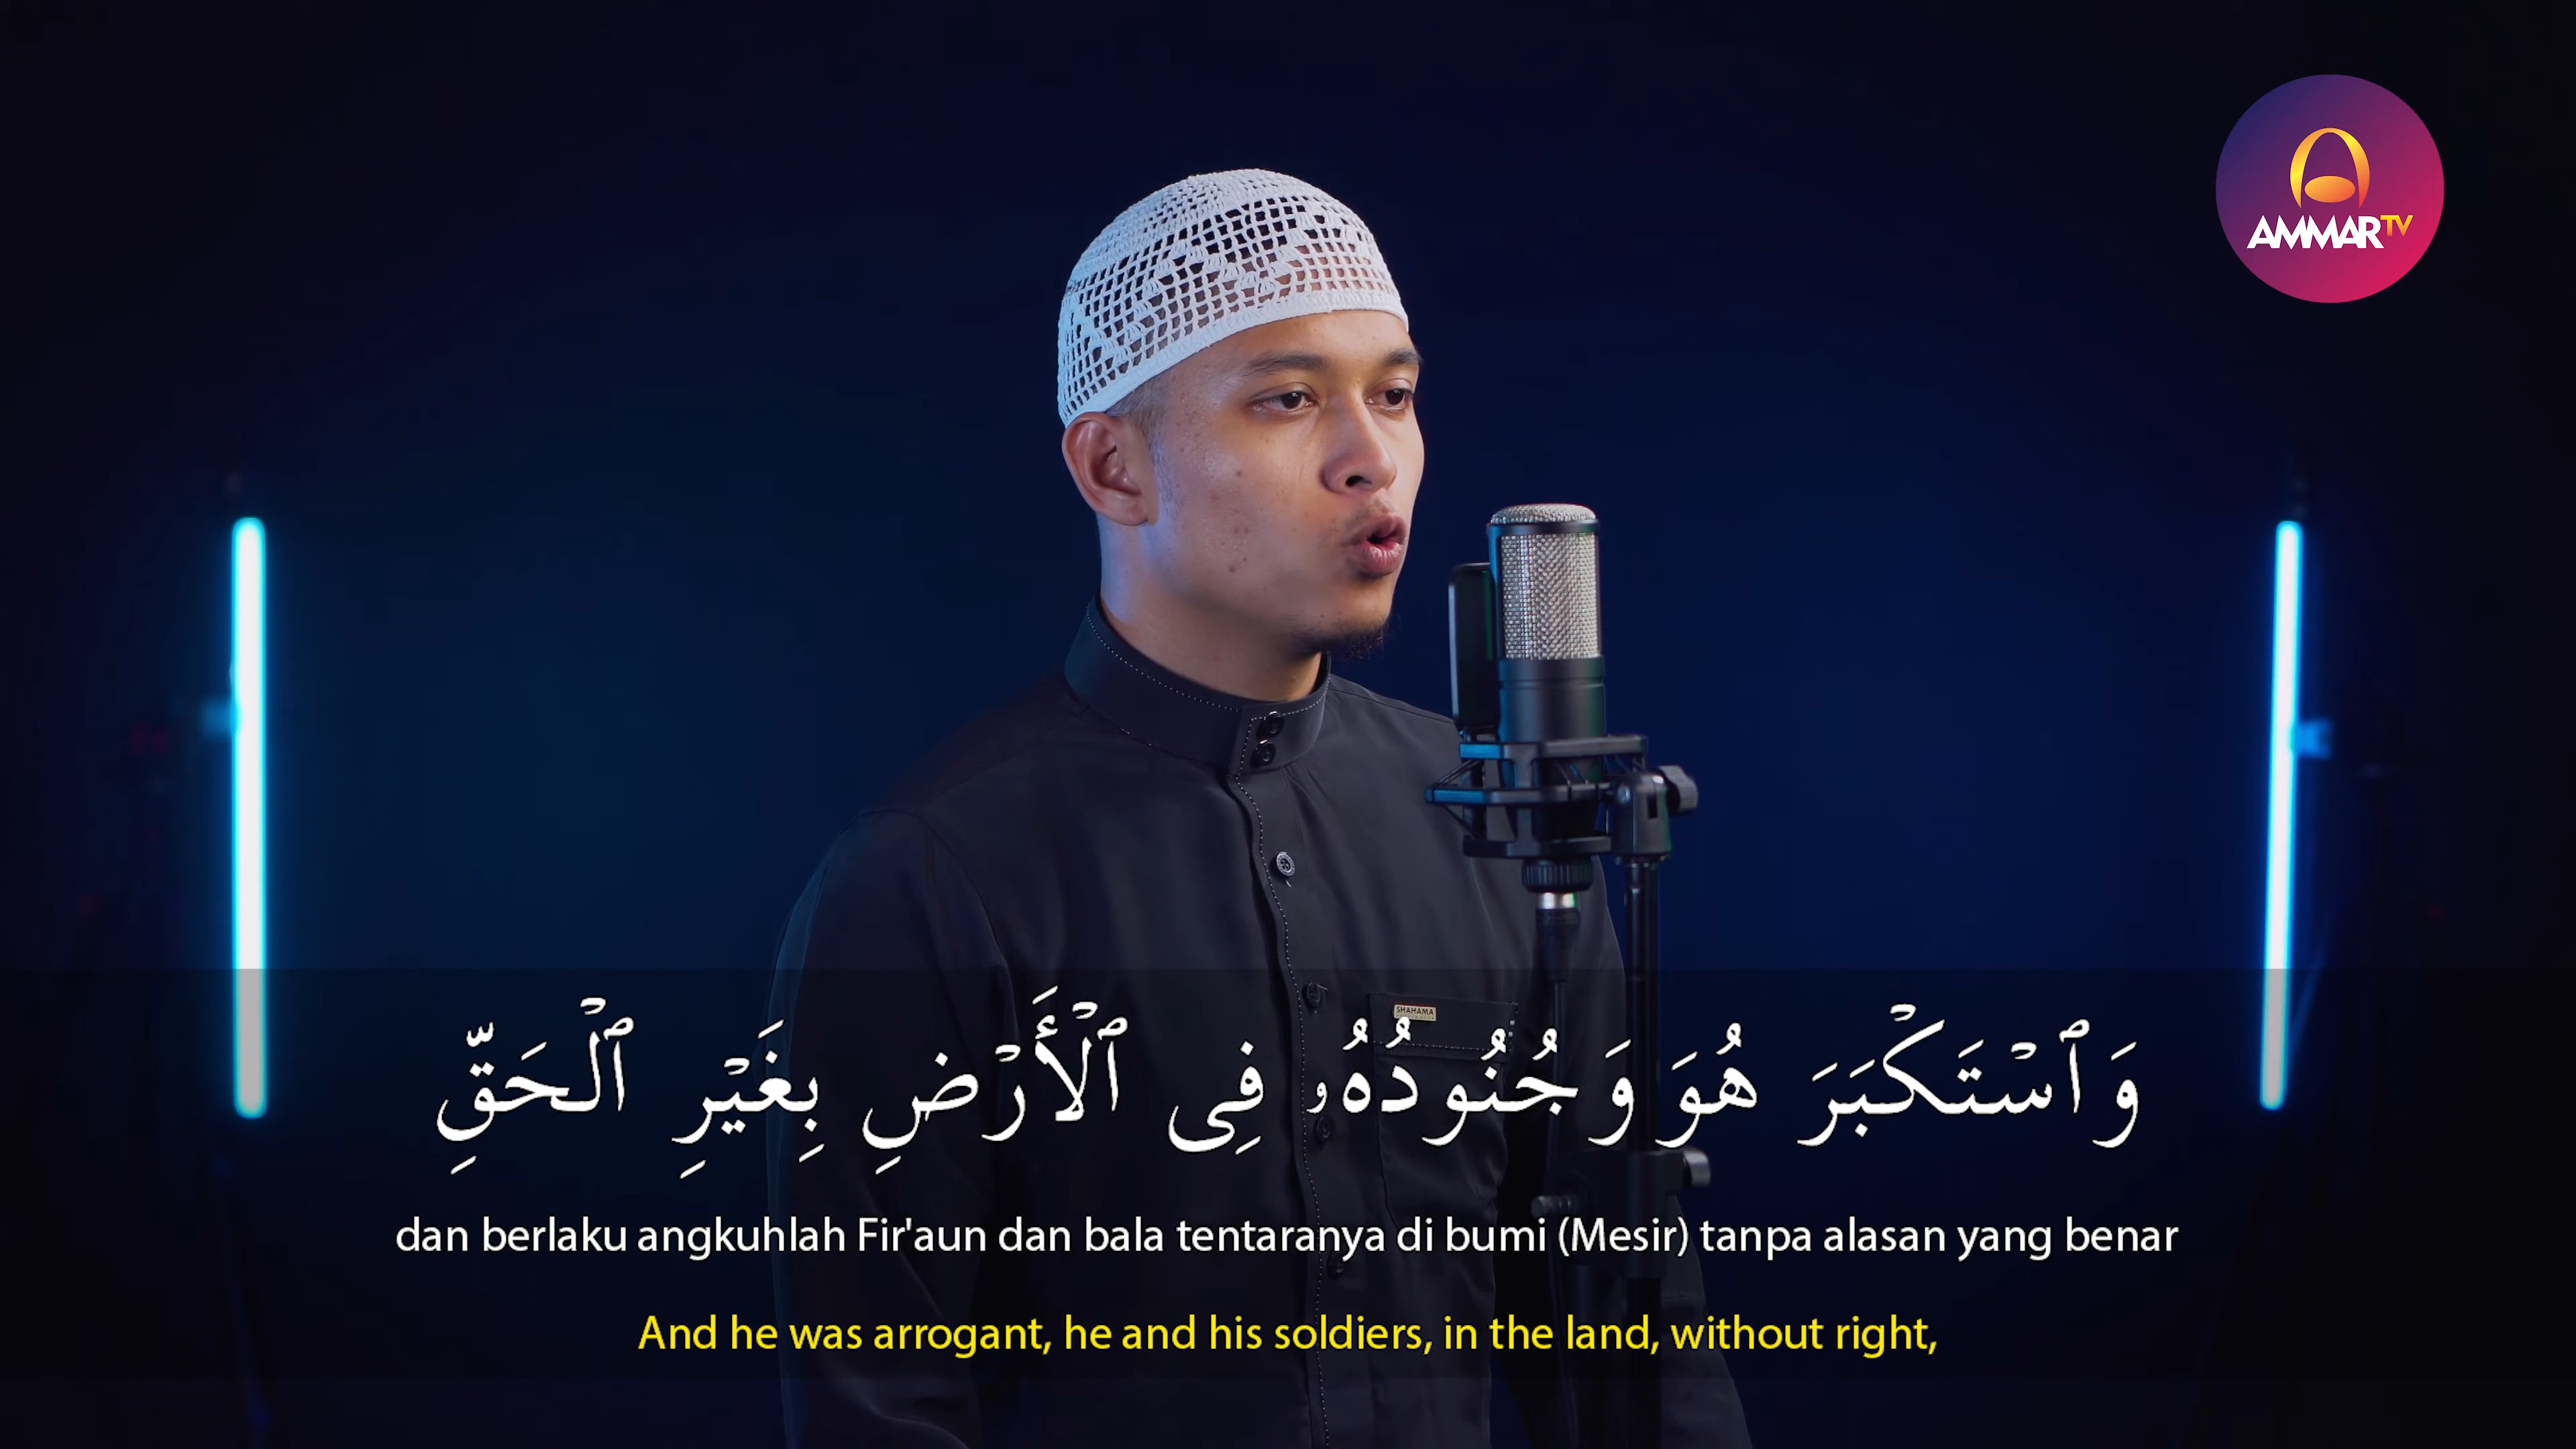 AMMARTV
SHAHAMA
وَٱسْتَكْبَرَ هُوَ وَجُنُودُهُۥ فِى ٱلْأَرْضِ بِغَيْرِ ٱلْحَقِّ
dan berlaku angkuhlah Fir'aun dan bala tentaranya di bumi (Mesir) tanpa alasan yang benar
And he was arrogant, he and his soldiers, in the land, without right,